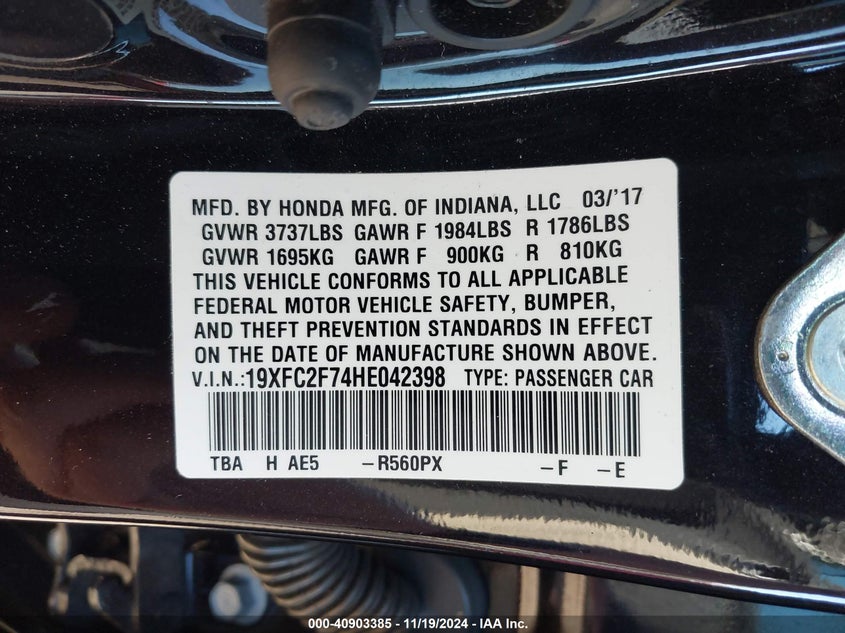 MFD. BY HONDA MFG. OF INDIANA, LLC 03/'17
GVWR 3737LBS GAWR F 1984LBS R 1786LBS
GVWR 1695KG GAWR F 900KG R 810KG
THIS VEHICLE CONFORMS TO ALL APPLICABLE
FEDERAL MOTOR VEHICLE SAFETY, BUMPER,
AND THEFT PREVENTION STANDARDS IN EFFECT
ON THE DATE OF MANUFACTURE SHOWN ABOVE.
V.I.N.:19XFC2F74HE042398 TYPE: PASSENGER CAR
TBA H AE5 –R560PX –F –E
000-40903385 - 11/19/2024 - IAA Inc.